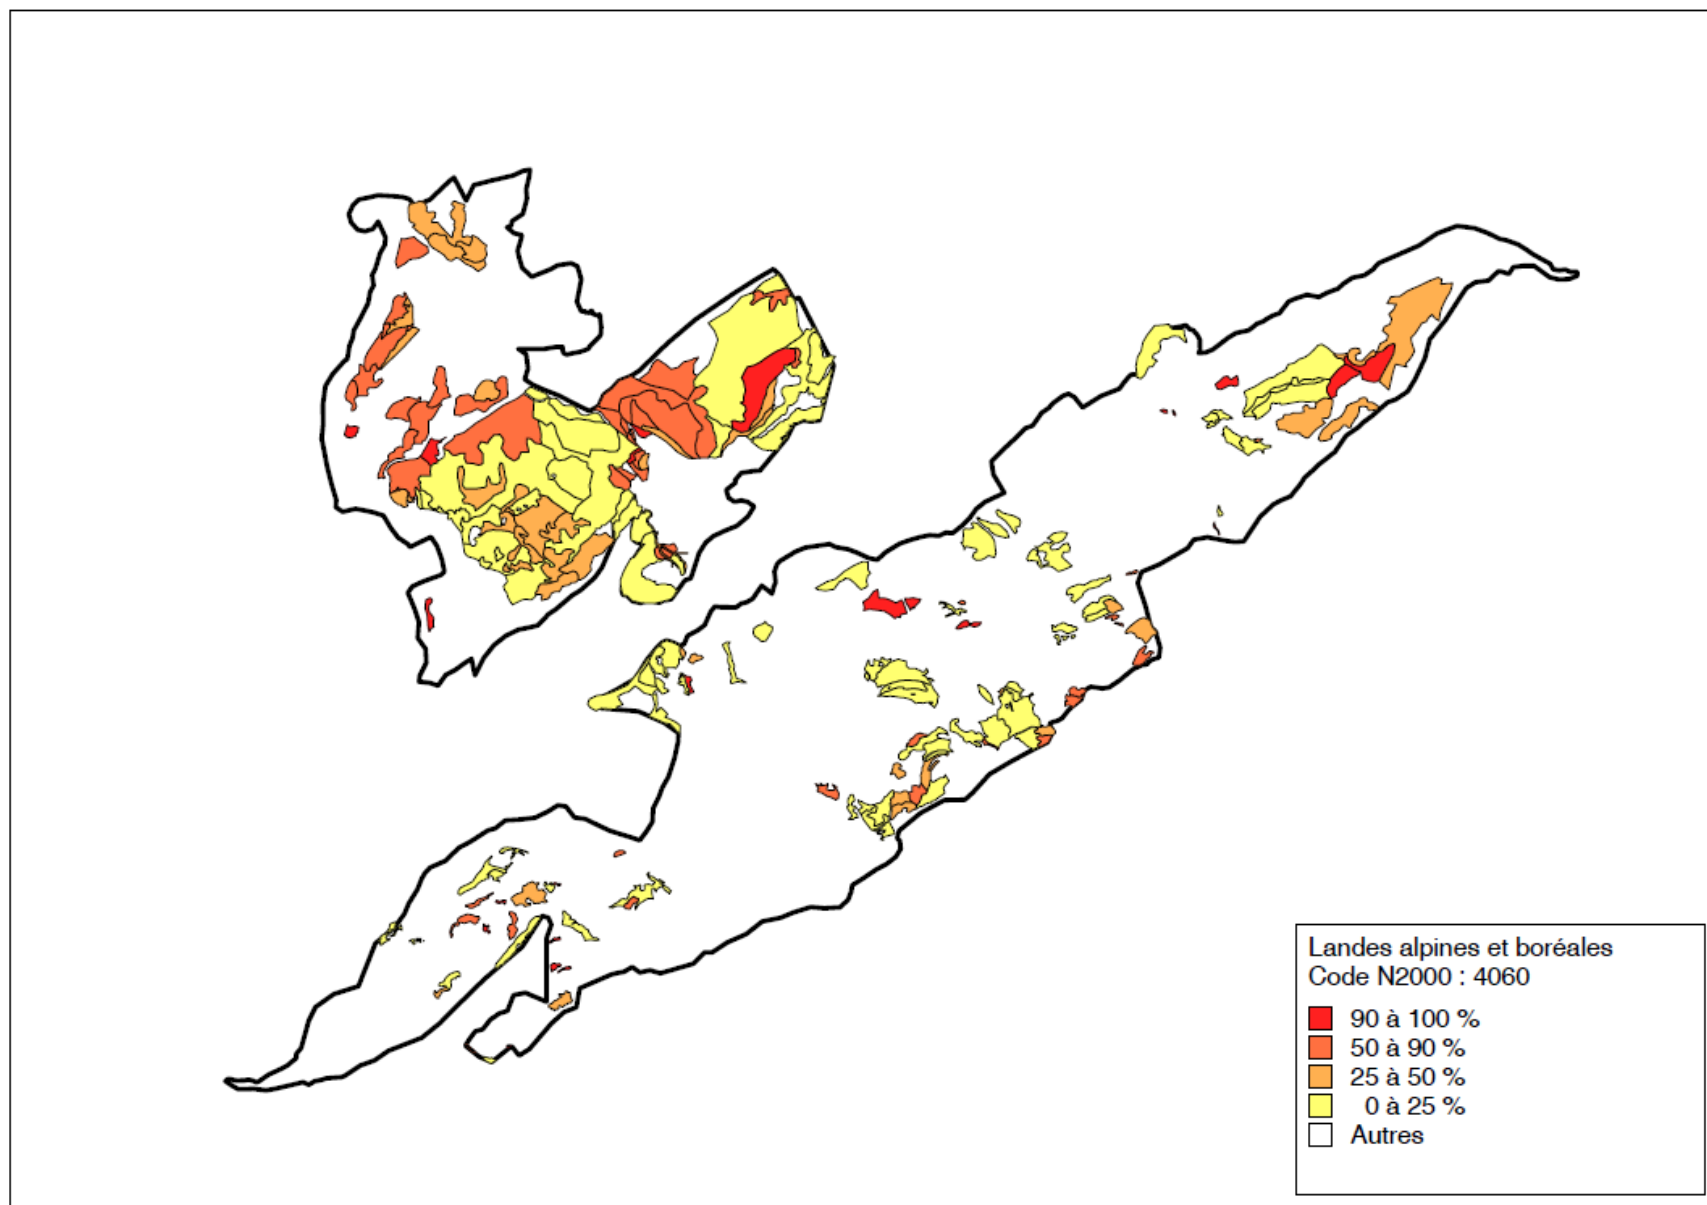 Landes alpines et boréales
Code N2000 : 4060
90 à 100 %
50 à 90 %
25 à 50 %
0 à 25 %
Autres